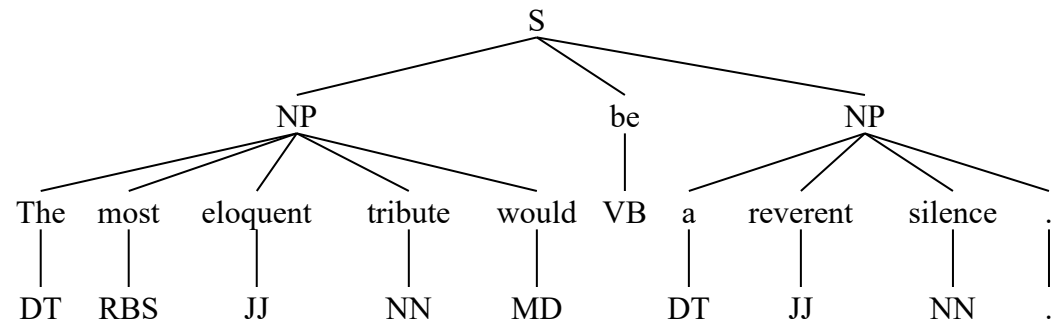 S
NP be NP
The most eloquent tribute would VB a reverent silence .
DT RBS JJ NN MD DT JJ NN .